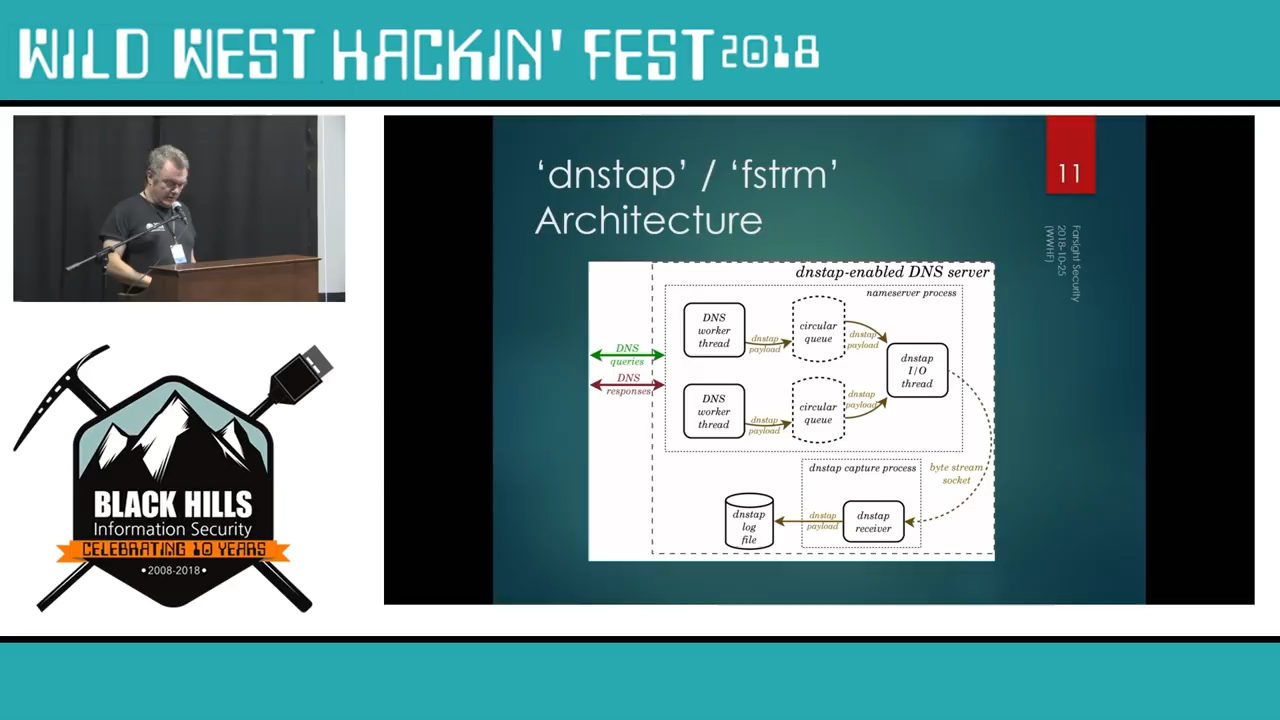 WILD WEST HACKIN' FEST 2018
‘dnstap’ / ‘fstrm’
Architecture
11
Farsight Security
2018-10-25
(WWHF)
dnstap-enabled DNS server
nameserver process
DNS
worker
thread
dnstap
payload
circular
queue
dnstap
payload
DNS
queries
DNS
responses
dnstap
I/O
thread
DNS
worker
thread
dnstap
payload
circular
queue
dnstap
payload
dnstap capture process
byte stream
socket
dnstap
log
file
dnstap
payload
dnstap
receiver
BLACK HILLS
Information Security
CELEBRATING 10 YEARS
•2008-2018•